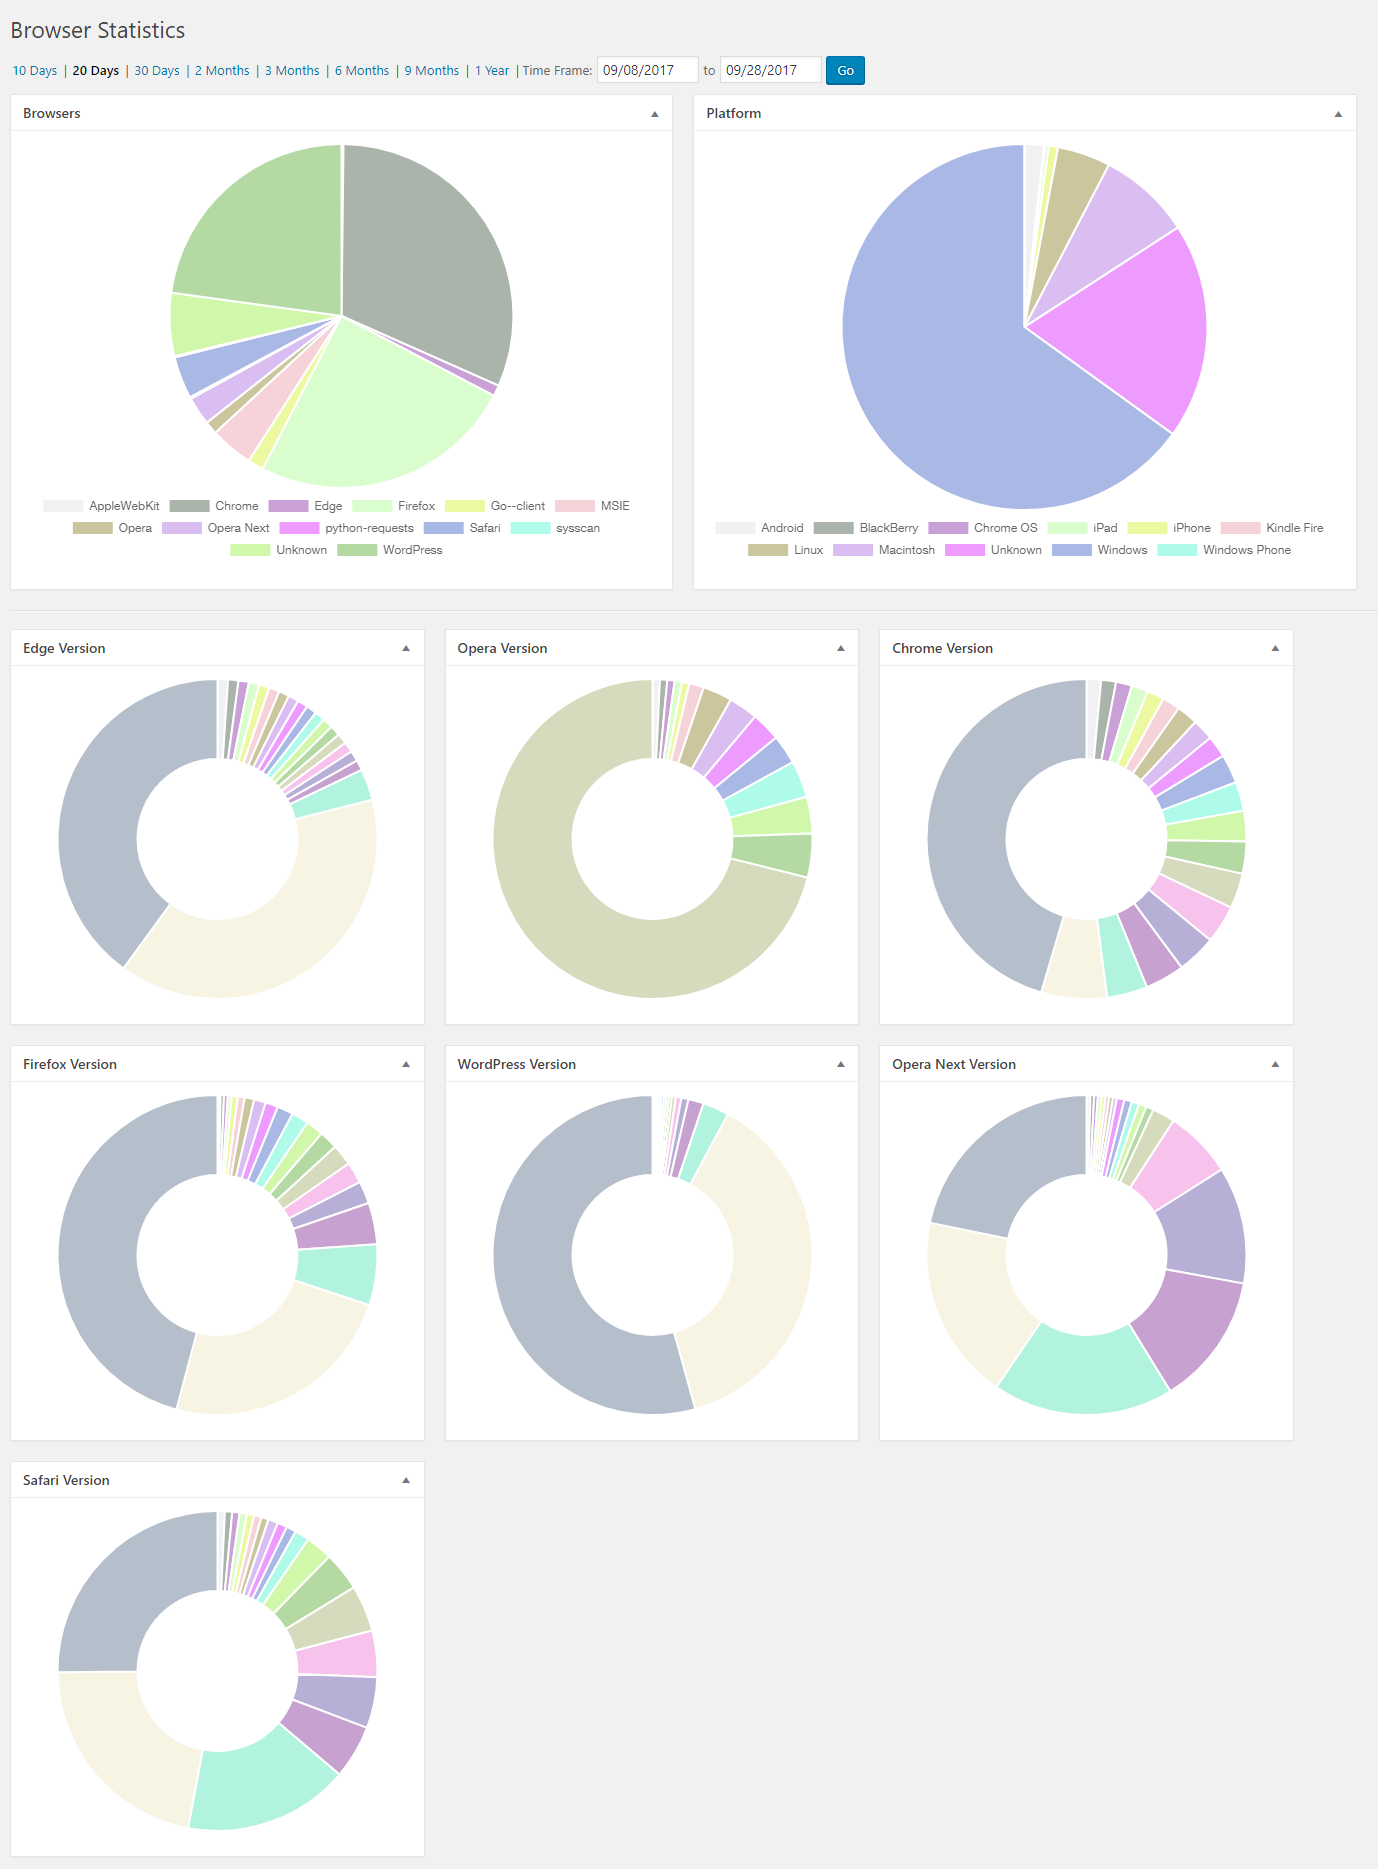 Browser Statistics
10 Days | 20 Days | 30 Days | 2 Months | 3 Months | 6 Months | 9 Months | 1 Year | Time Frame: 09/08/2017 to 09/28/2017 Go
Browsers
AppleWebKit Chrome Edge Firefox Go--client MSIE
Opera Opera Next python-requests Safari sysscan
Unknown WordPress
Platform
Android BlackBerry Chrome OS iPad iPhone Kindle Fire
Linux Macintosh Unknown Windows Windows Phone
Edge Version
Opera Version
Chrome Version
Firefox Version
WordPress Version
Opera Next Version
Safari Version